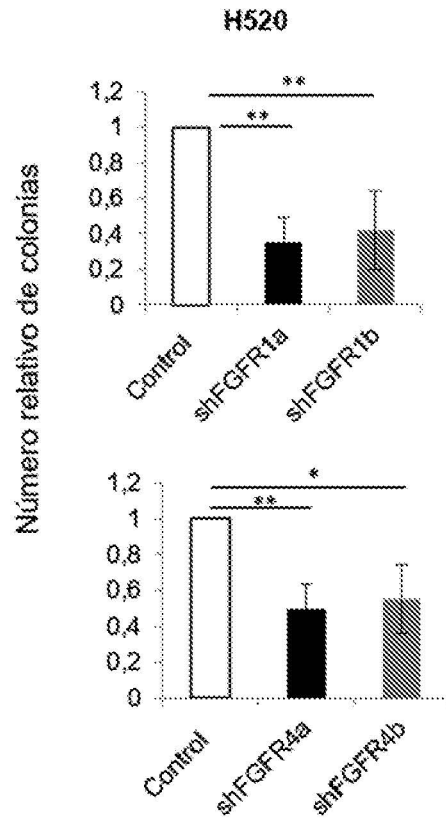 H520
Número relativo de colonías
1,2
1
0,8
0,6
0,4
0,2
0
**
**
Control
shFGFR1a
shFGFR1b
1,2
1
0,8
0,6
0,4
0,2
0
*
**
Control
shFGFR4a
shFGFR4b